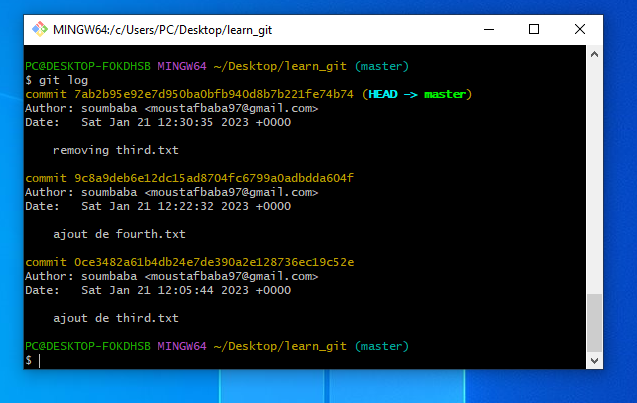 MINGW64:/c/Users/PC/Desktop/learn_git
PC@DESKTOP-FOKDHSB MINGW64 ~/Desktop/learn_git (master)
$ git log
commit 7ab2b95e92e7d950ba0bfb940d8b7b221fe74b74 (HEAD -> master)
Author: soumbaba <moustafbaba97@gmail.com>
Date:   Sat Jan 21 12:30:35 2023 +0000
    removing third.txt
commit 9c8a9deb6e12dc15ad8704fc6799a0adbdda604f
Author: soumbaba <moustafbaba97@gmail.com>
Date:   Sat Jan 21 12:22:32 2023 +0000
    ajout de fourth.txt
commit 0ce3482a61b4db24e7de390a2e128736ec19c52e
Author: soumbaba <moustafbaba97@gmail.com>
Date:   Sat Jan 21 12:05:44 2023 +0000
    ajout de third.txt
PC@DESKTOP-FOKDHSB MINGW64 ~/Desktop/learn_git (master)
$